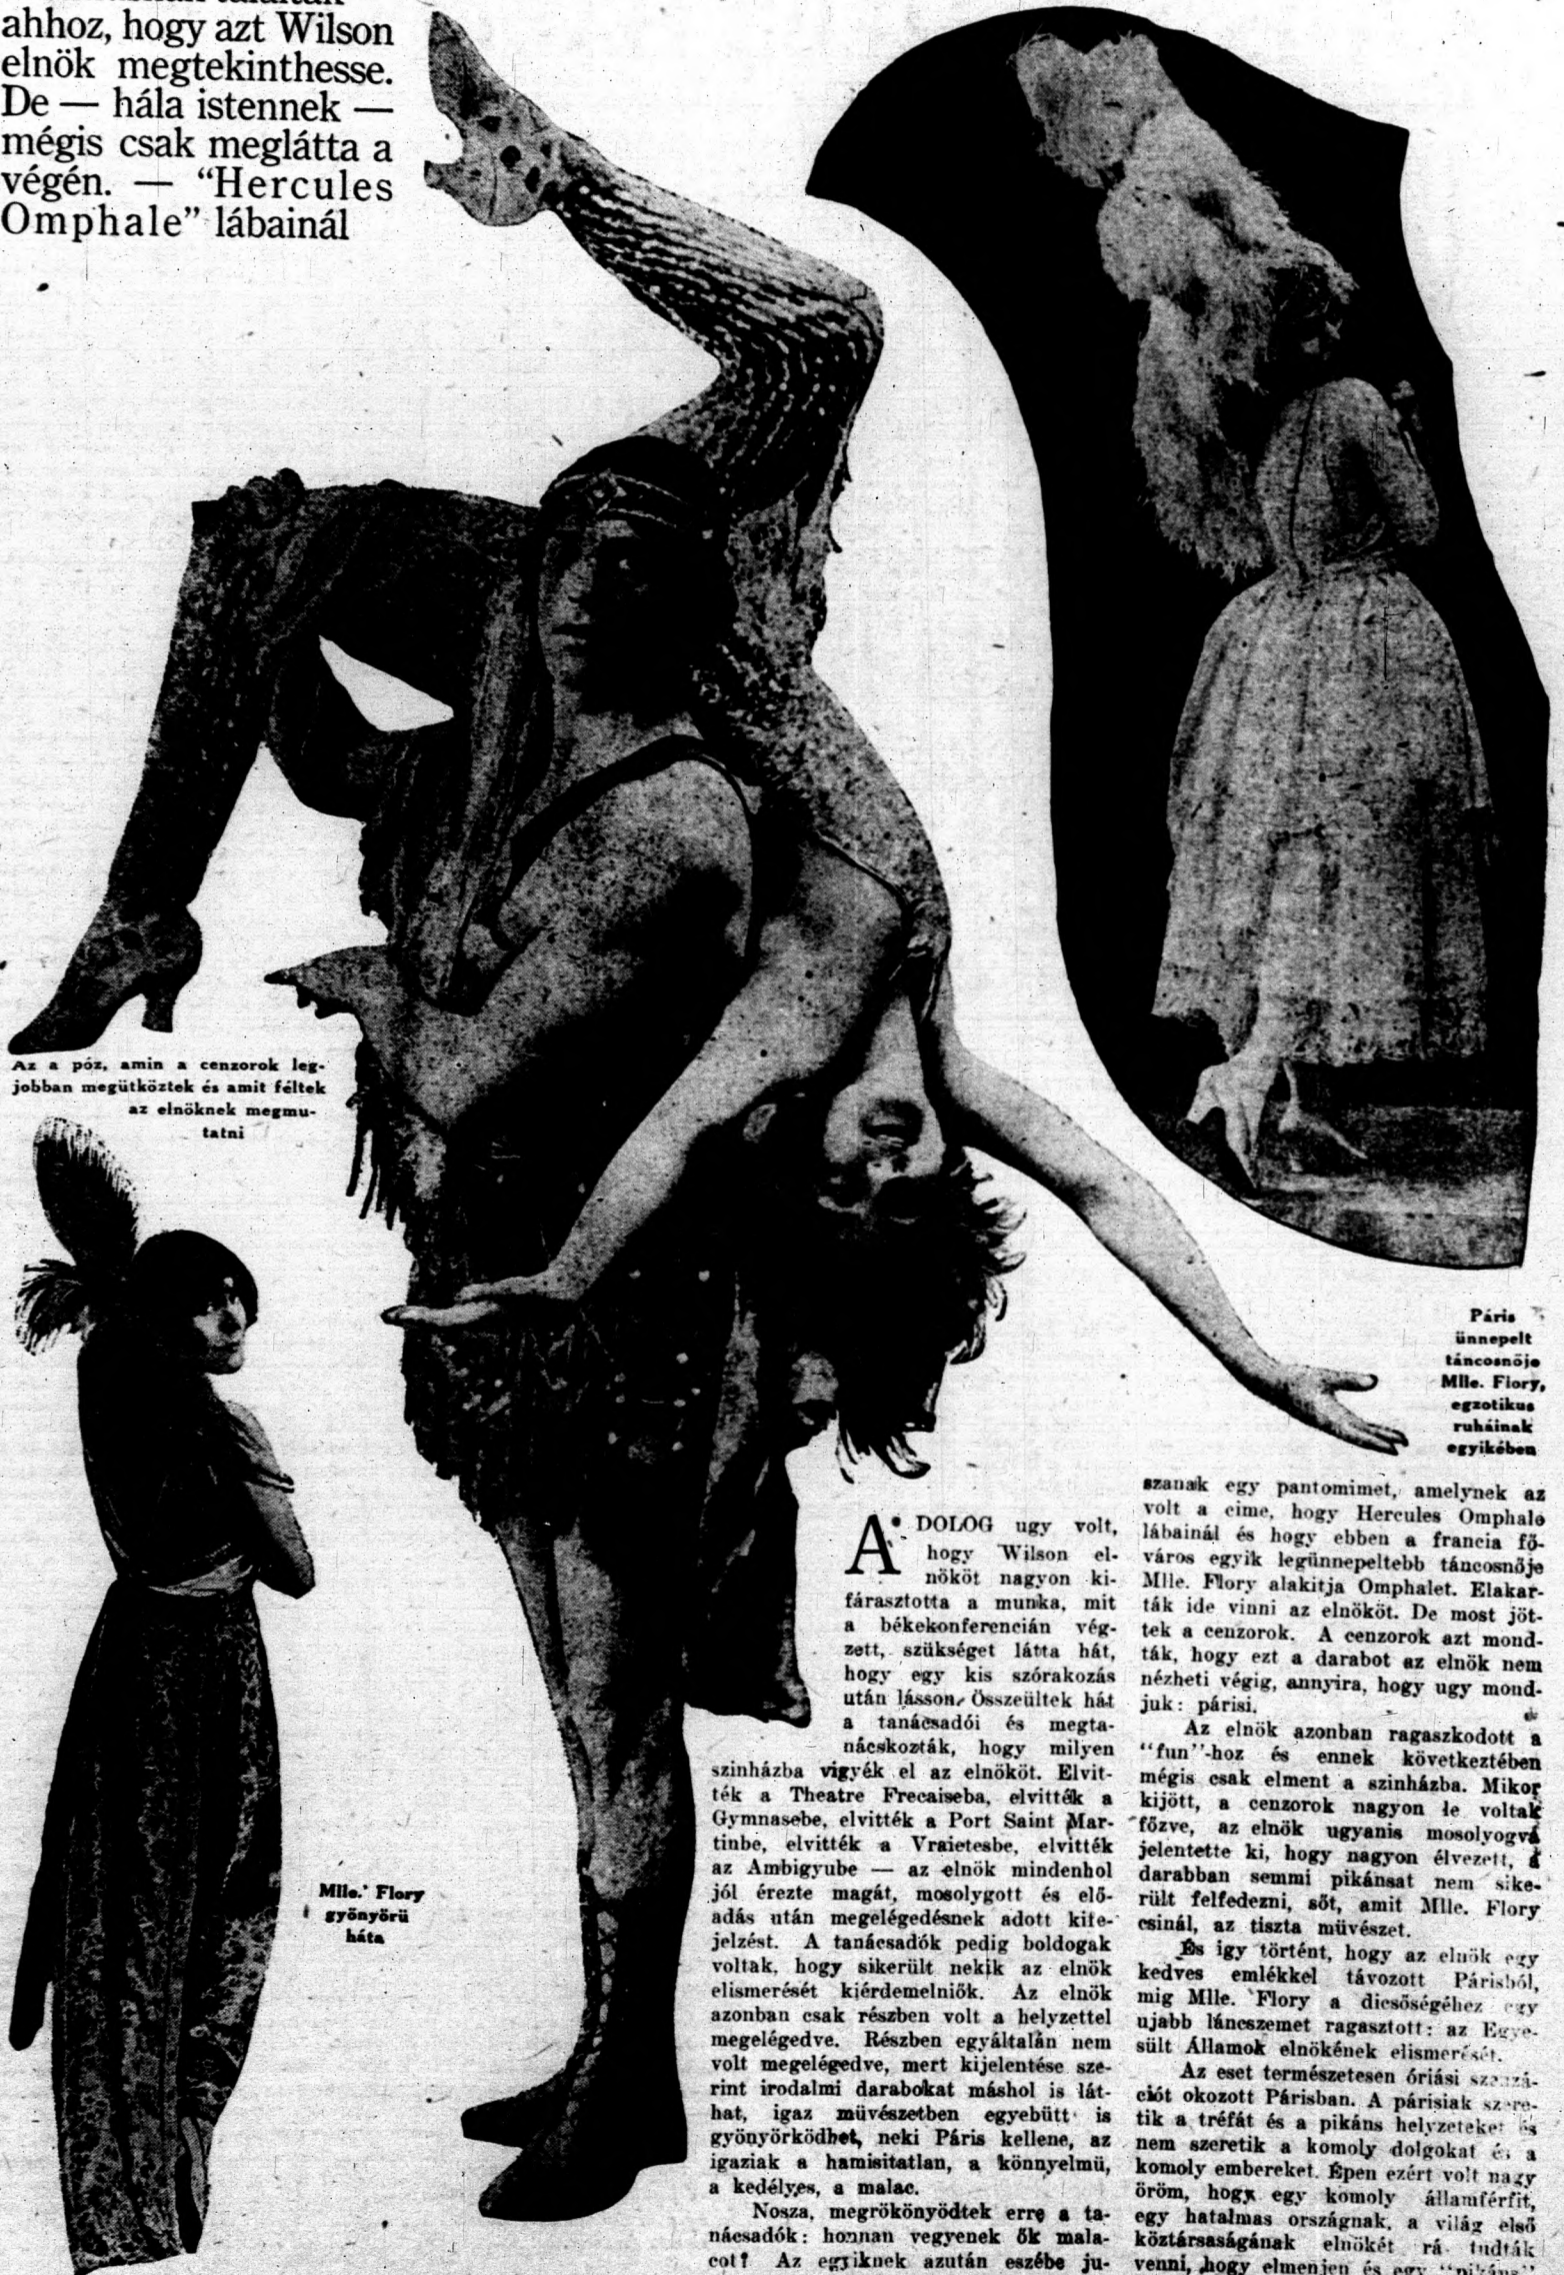 ahhoz, hogy azt Wilson
elnök megtekinthesse.
De — hála istennek —
mégis csak meglátta a
végén. — “Hercules
Omphale” lábainál
Az a póz, amin a cenzorok leg-
jobban megütköztek és amit féltek
az elnöknek megmu-
tatni
Páris
ünnepelt
táncosnője
Mlle. Flory,
egzotikus
ruháinak
egyikében
Mlle. Flory
gyönyörü
háta
A DOLOG ugy volt,
hogy Wilson el-
nököt nagyon ki-
fárasztotta a munka, mit
a békekonferencián vég-
zett, szükséget látta hát,
hogy egy kis szórakozás
után lásson. Összeültek hát
a tanácsadói és megta-
nácskozták, hogy milyen
szinházba vigyék el az elnököt. Elvit-
ték a Theatre Frecaiseba, elvitték a
Gymnasebe, elvitték a Port Saint Mar-
tinbe, elvitték a Vraietesbe, elvitték
az Ambigyube — az elnök mindenhol
jól érezte magát, mosolygott és elő-
adás után megelégedésnek adott kife-
jelzést. A tanácsadók pedig boldogak
voltak, hogy sikerült nekik az elnök
elismerését kiérdemelniők. Az elnök
azonban csak részben volt a helyzettel
megelégedve. Részben egyáltalán nem
volt megelégedve, mert kijelentése sze-
rint irodalmi darabokat máshol is lát-
hat, igaz müvészetben egyebütt is
gyönyörködhet, neki Páris kellene, az
igaziak a hamisitatlan, a könnyelmü,
a kedélyes, a malac.
Nosza, megrökönyödtek erre a ta-
nácsadók: honnan vegyenek ők mala-
cot? Az egyiknek azután eszébe ju-
szanak egy pantomimet, amelynek az
volt a cime, hogy Hercules Omphale
lábainál és hogy ebben a francia fő-
város egyik legünnepeltebb táncosnője
Mlle. Flory alakitja Omphalet. Elakar-
ták ide vinni az elnököt. De most jöt-
tek a cenzorok. A cenzorok azt mond-
ták, hogy ezt a darabot az elnök nem
nézheti végig, annyira, hogy ugy mond-
juk: párisi.
Az elnök azonban ragaszkodott a
“fun”-hoz és ennek következtében
mégis csak elment a szinházba. Mikor
kijött, a cenzorok nagyon le voltak
főzve, az elnök ugyanis mosolyogva
jelentette ki, hogy nagyon élvezett, a
darabban semmi pikánsat nem sike-
rült felfedezni, sőt, amit Mlle. Flory
csinál, az tiszta müvészet.
És igy történt, hogy az elnök egy
kedves emlékkel távozott Párisból,
mig Mlle. Flory a dicsőségéhez egy
ujabb láncszemet ragasztott: az Egye-
sült Államok elnökének elismerését.
Az eset természetesen óriási szenzá-
ciót okozott Párisban. A párisiak szere-
tik a tréfát és a pikáns helyzeteket és
nem szeretik a komoly dolgokat és a
komoly embereket. Épen ezért volt nagy
öröm, hogy egy komoly államférfit,
egy hatalmas országnak, a világ első
köztársaságának elnökét rá tudták
venni, hogy elmenjen és egy “pikáns”